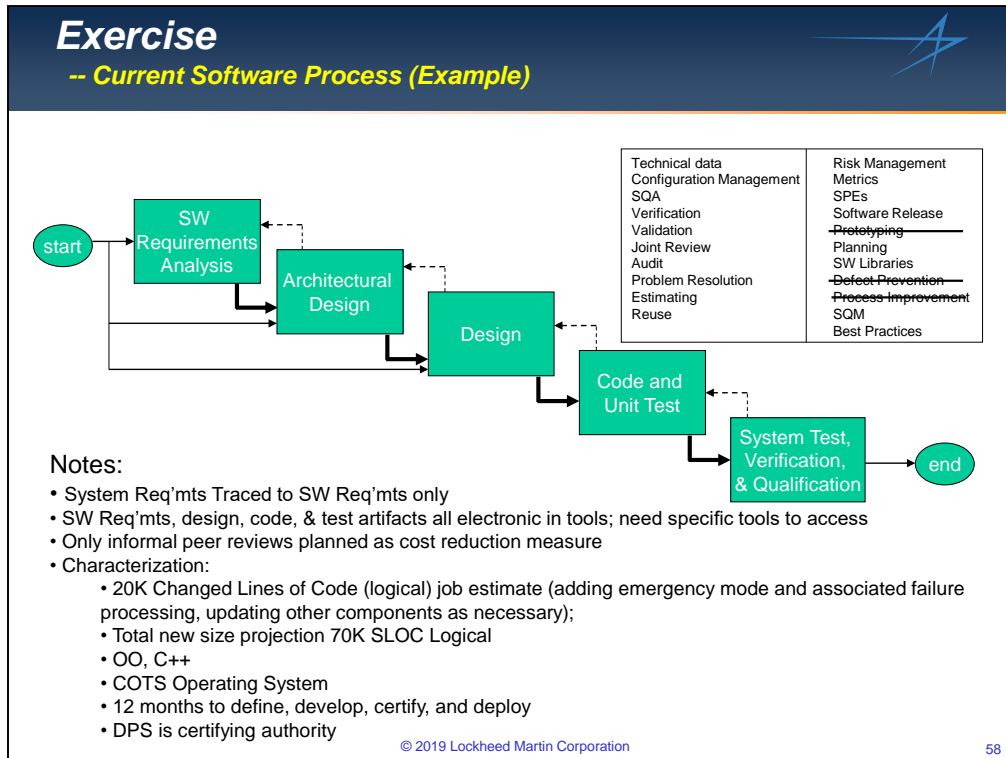 Exercise
-- Current Software Process (Example)
Technical data
Configuration Management
SQA
Verification
Validation
Joint Review
Audit
Problem Resolution
Estimating
Reuse
Risk Management
Metrics
SPEs
Software Release
Prototyping
Planning
SW Libraries
Defect Prevention
Process Improvement
SQM
Best Practices
start
SW
Requirements
Analysis
Architectural
Design
Design
Code and
Unit Test
System Test,
Verification,
& Qualification
end
Notes:
• System Req'mts Traced to SW Req'mts only
• SW Req'mts, design, code, & test artifacts all electronic in tools; need specific tools to access
• Only informal peer reviews planned as cost reduction measure
• Characterization:
• 20K Changed Lines of Code (logical) job estimate (adding emergency mode and associated failure
processing, updating other components as necessary);
• Total new size projection 70K SLOC Logical
• OO, C++
• COTS Operating System
• 12 months to define, develop, certify, and deploy
• DPS is certifying authority
© 2019 Lockheed Martin Corporation
58